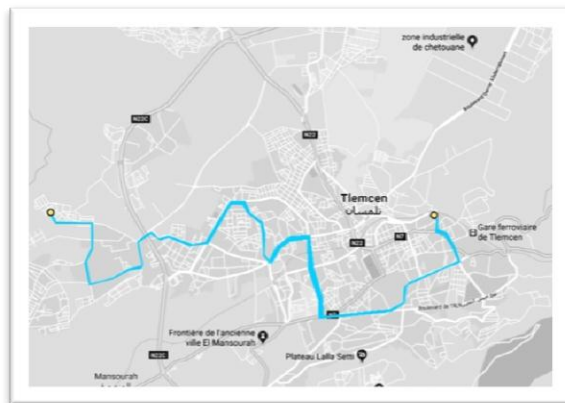 zone industrielle
de chetouane
N22C
N22
Tlemcen
تلمسان
Gare ferroviaire
de Tlemcen
N7
N22
Frontière de l'ancienne
ville El Mansourah
Plateau Lalla Setti
N22C
Mansourah